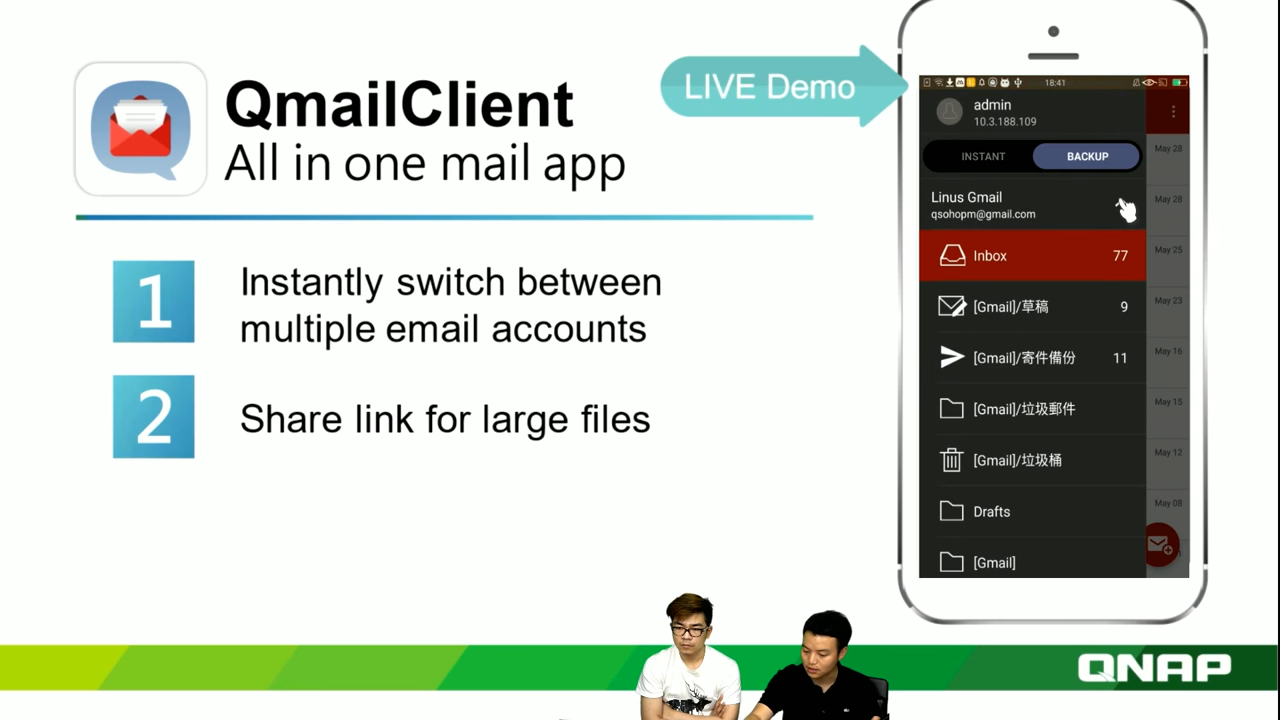 QmailClient
All in one mail app
LIVE Demo
1
Instantly switch between
multiple email accounts
2
Share link for large files
18:41
admin
10.3.188.109
INSTANT
BACKUP
Linus Gmail
qsohopm@gmail.com
Inbox 77
[Gmail]/草稿 9
[Gmail]/寄件備份 11
[Gmail]/垃圾郵件
[Gmail]/垃圾桶
Drafts
[Gmail]
May 28
May 28
May 25
May 23
May 16
May 15
May 12
May 08
QNAP